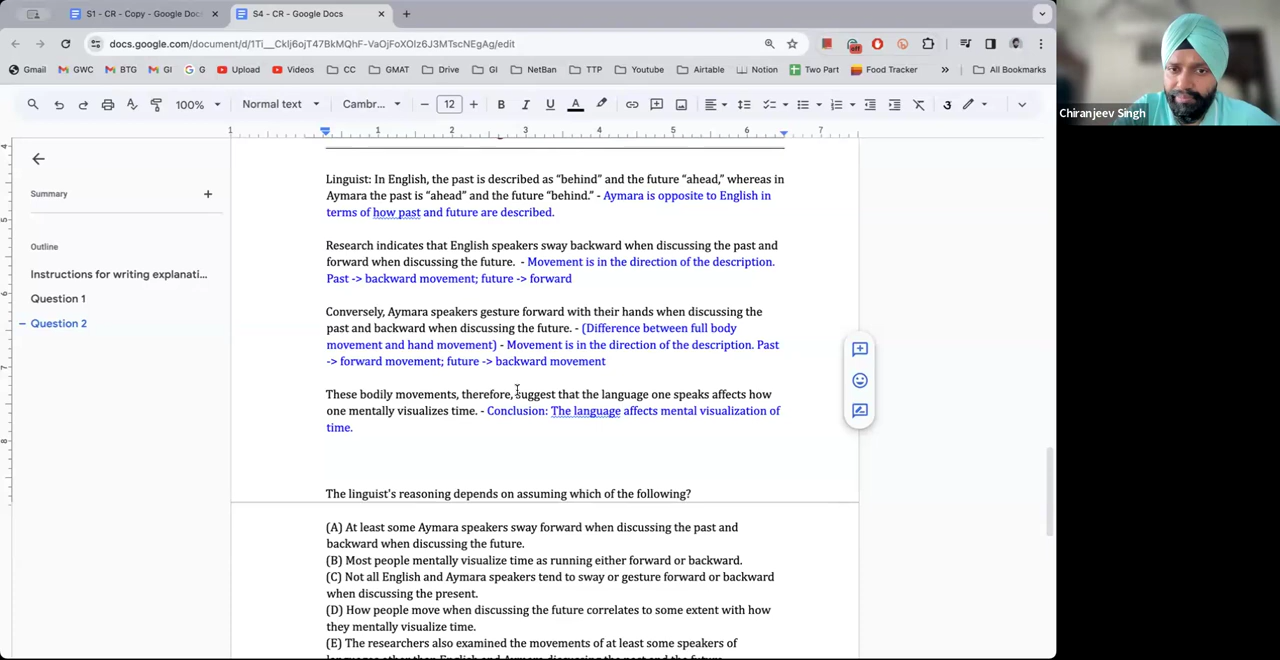 S1 - CR - Copy - Google Doc
S4 - CR - Google Docs
docs.google.com/document/d/1Ti__CkIj6ojT47BkMQhF-VaOjFoXOIz6J3MTscNEgAg/edit
Gmail
GWC
BTG
GI
G
Upload
Videos
CC
GMAT
Drive
CI
NetBan
TTP
Youtube
Airtable
Notion
Two Part
Food Tracker
All Bookmarks
100%
Normal text
Cambr...
12
Chiranjeev Singh
Summary
Outline
Instructions for writing explanati...
Question 1
Question 2
Linguist: In English, the past is described as “behind” and the future “ahead,” whereas in
Aymara the past is “ahead” and the future “behind.” - Aymara is opposite to English in
terms of how past and future are described.
Research indicates that English speakers sway backward when discussing the past and
forward when discussing the future. - Movement is in the direction of the description.
Past -> backward movement; future -> forward
Conversely, Aymara speakers gesture forward with their hands when discussing the
past and backward when discussing the future. - (Difference between full body
movement and hand movement) - Movement is in the direction of the description. Past
-> forward movement; future -> backward movement
These bodily movements, therefore, suggest that the language one speaks affects how
one mentally visualizes time. - Conclusion: The language affects mental visualization of
time.
The linguist’s reasoning depends on assuming which of the following?
(A) At least some Aymara speakers sway forward when discussing the past and
backward when discussing the future.
(B) Most people mentally visualize time as running either forward or backward.
(C) Not all English and Aymara speakers tend to sway or gesture forward or backward
when discussing the present.
(D) How people move when discussing the future correlates to some extent with how
they mentally visualize time.
(E) The researchers also examined the movements of at least some speakers of